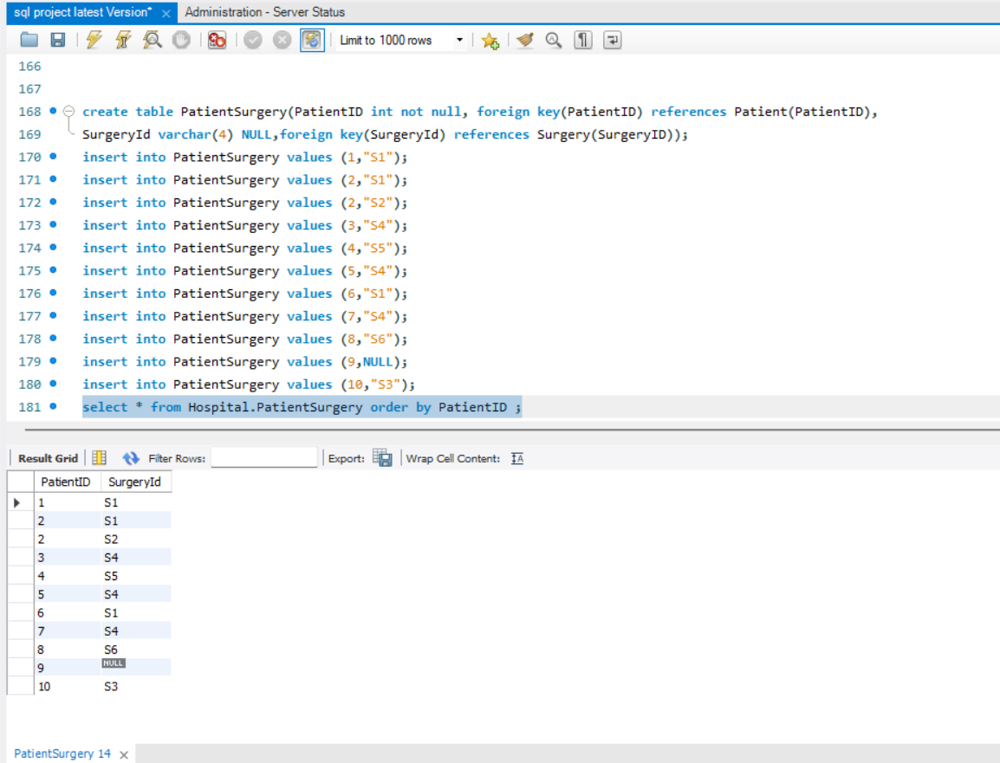 sql project latest Version* × Administration - Server Status
Limit to 1000 rows
166
167
168 create table PatientSurgery(PatientID int not null, foreign key(PatientID) references Patient(PatientID),
169 SurgeryId varchar(4) NULL,foreign key(SurgeryId) references Surgery(SurgeryID));
170 insert into PatientSurgery values (1,"S1");
171 insert into PatientSurgery values (2,"S1");
172 insert into PatientSurgery values (2,"S2");
173 insert into PatientSurgery values (3,"S4");
174 insert into PatientSurgery values (4,"S5");
175 insert into PatientSurgery values (5,"S4");
176 insert into PatientSurgery values (6,"S1");
177 insert into PatientSurgery values (7,"S4");
178 insert into PatientSurgery values (8,"S6");
179 insert into PatientSurgery values (9,NULL);
180 insert into PatientSurgery values (10,"S3");
181 select * from Hospital.PatientSurgery order by PatientID ;
Result Grid Filter Rows: Export: Wrap Cell Content: IA
PatientID SurgeryId
1 S1
2 S1
2 S2
3 S4
4 S5
5 S4
6 S1
7 S4
8 S6
9 NULL
10 S3
PatientSurgery 14 ×